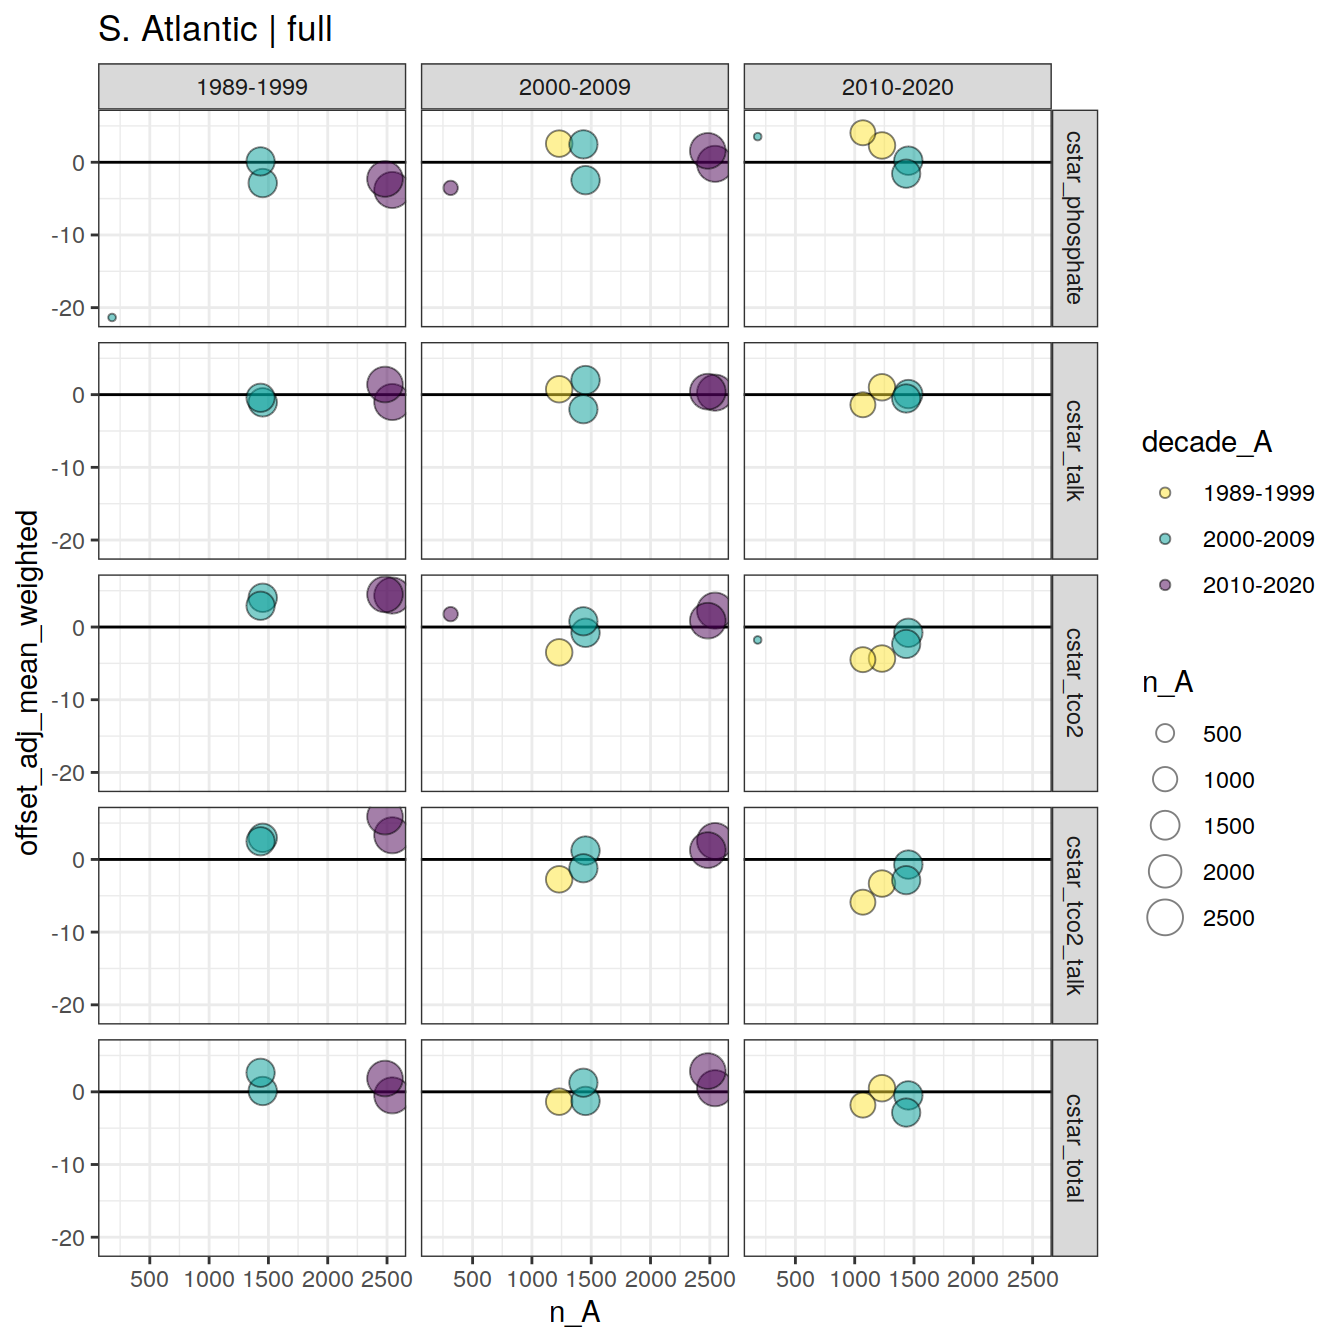 S. Atlantic | full
1989-1999
2000-2009
2010-2020
0
-10
-20
cstar_phosphate
0
-10
-20
cstar_talk
0
-10
-20
cstar_tco2
0
-10
-20
cstar_tco2_talk
0
-10
-20
cstar_total
500 1000 1500 2000 2500
500 1000 1500 2000 2500
500 1000 1500 2000 2500
n_A
offset_adj_mean_weighted
decade_A
1989-1999
2000-2009
2010-2020
n_A
500
1000
1500
2000
2500